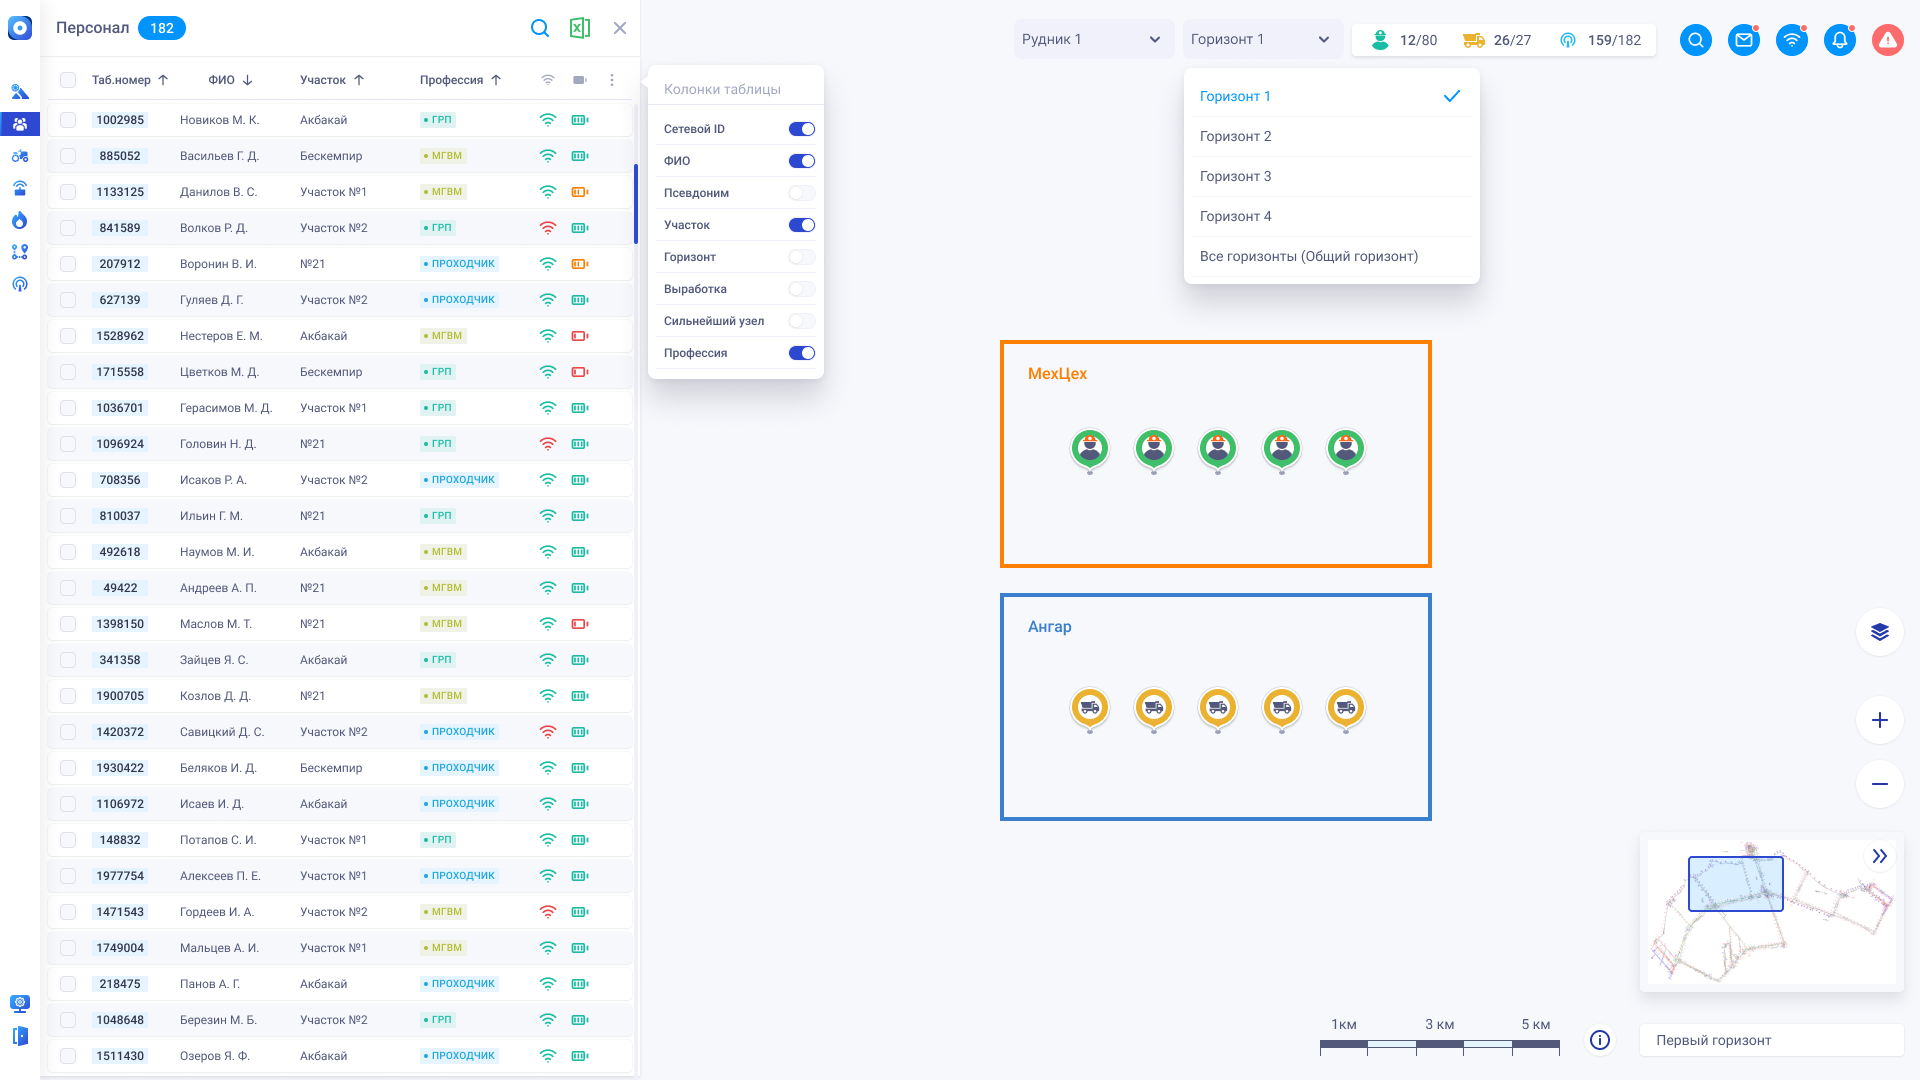 Персонал 182
Таб.номер ФИО Участок Профессия
1002985 Новиков М. К. Акбакай ГРП
885052 Васильев Г. Д. Бескемпир МГВМ
1133125 Данилов В. С. Участок №1 МГВМ
841589 Волков Р. Д. Участок №2 ГРП
207912 Воронин В. И. №21 ПРОХОДЧИК
627139 Гуляев Д. Г. Участок №2 ПРОХОДЧИК
1528962 Нестеров Е. М. Акбакай МГВМ
1715558 Цветков М. Д. Бескемпир ГРП
1036701 Герасимов М. Д. Участок №1 ГРП
1096924 Головин Н. Д. №21 ГРП
708356 Исаков Р. А. Участок №2 ПРОХОДЧИК
810037 Ильин Г. М. №21 ГРП
492618 Наумов М. И. Акбакай МГВМ
49422 Андреев А. П. №21 МГВМ
1398150 Маслов М. Т. №21 МГВМ
341358 Зайцев Я. С. Акбакай ГРП
1900705 Козлов Д. Д. №21 МГВМ
1420372 Савицкий Д. С. Участок №2 ПРОХОДЧИК
1930422 Беляков И. Д. Бескемпир ПРОХОДЧИК
1106972 Исаев И. Д. Акбакай ПРОХОДЧИК
148832 Потапов С. И. Участок №1 ГРП
1977754 Алексеев П. Е. Участок №1 ПРОХОДЧИК
1471543 Гордеев И. А. Участок №2 МГВМ
1749004 Мальцев А. И. Участок №1 МГВМ
218475 Панов А. Г. Акбакай ПРОХОДЧИК
1048648 Березин М. Б. Участок №2 ГРП
1511430 Озеров Я. Ф. Акбакай ПРОХОДЧИК
Колонки таблицы
Сетевой ID
ФИО
Псевдоним
Участок
Горизонт
Выработка
Сильнейший узел
Профессия
Рудник 1
Горизонт 1
12/80 26/27 159/182
Горизонт 1
Горизонт 2
Горизонт 3
Горизонт 4
Все горизонты (Общий горизонт)
МехЦех
Ангар
1км 3 км 5 км
Первый горизонт